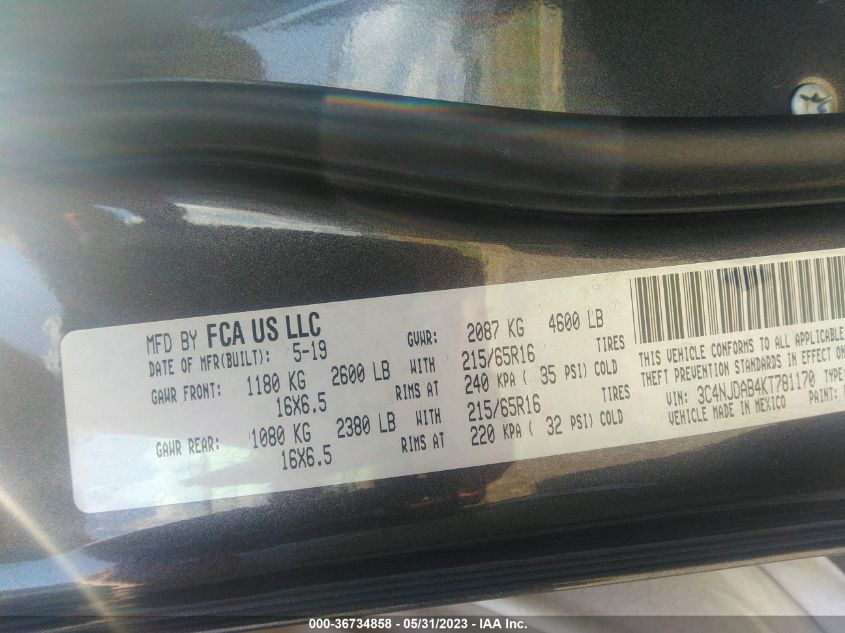 MFD BY FCA US LLC
DATE OF MFR(BUILT): 5-19
GVWR: 2087 KG 4600 LB
GAWR FRONT: 1180 KG 2600 LB WITH 215/65R16 TIRES
16X6.5 RIMS AT 240 KPA ( 35 PSI) COLD
GAWR REAR: 1080 KG 2380 LB WITH 215/65R16 TIRES
16X6.5 RIMS AT 220 KPA ( 32 PSI) COLD
THIS VEHICLE CONFORMS TO ALL APPLICABLE
THEFT PREVENTION STANDARDS IN EFFECT ON
VIN: 3C4NJDAB4KT781170 TYPE:
VEHICLE MADE IN MEXICO PAINT:
000-36734858 - 05/31/2023 - IAA Inc.